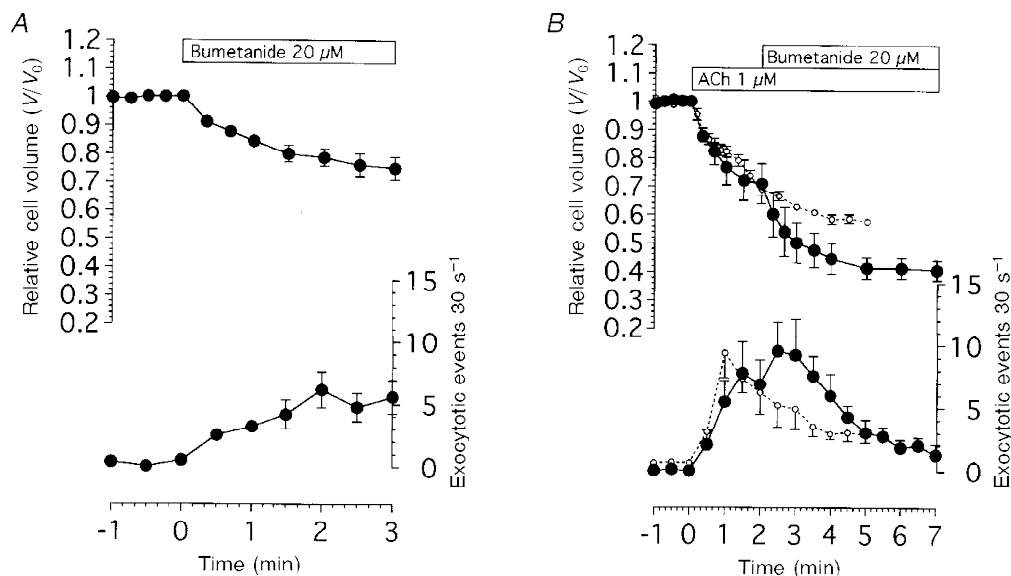 A
Bumetanide 20 µM
Relative cell volume (V/V₀)
1.2
1.1
1
0.9
0.8
0.7
0.6
0.5
0.4
0.3
0.2
15
10
5
0
Exocytotic events 30 s⁻¹
-1 0 1 2 3
Time (min)
B
Bumetanide 20 µM
ACh 1 µM
Relative cell volume (V/V₀)
1.2
1.1
1
0.9
0.8
0.7
0.6
0.5
0.4
0.3
0.2
15
10
5
0
Exocytotic events 30 s⁻¹
-1 0 1 2 3 4 5 6 7
Time (min)